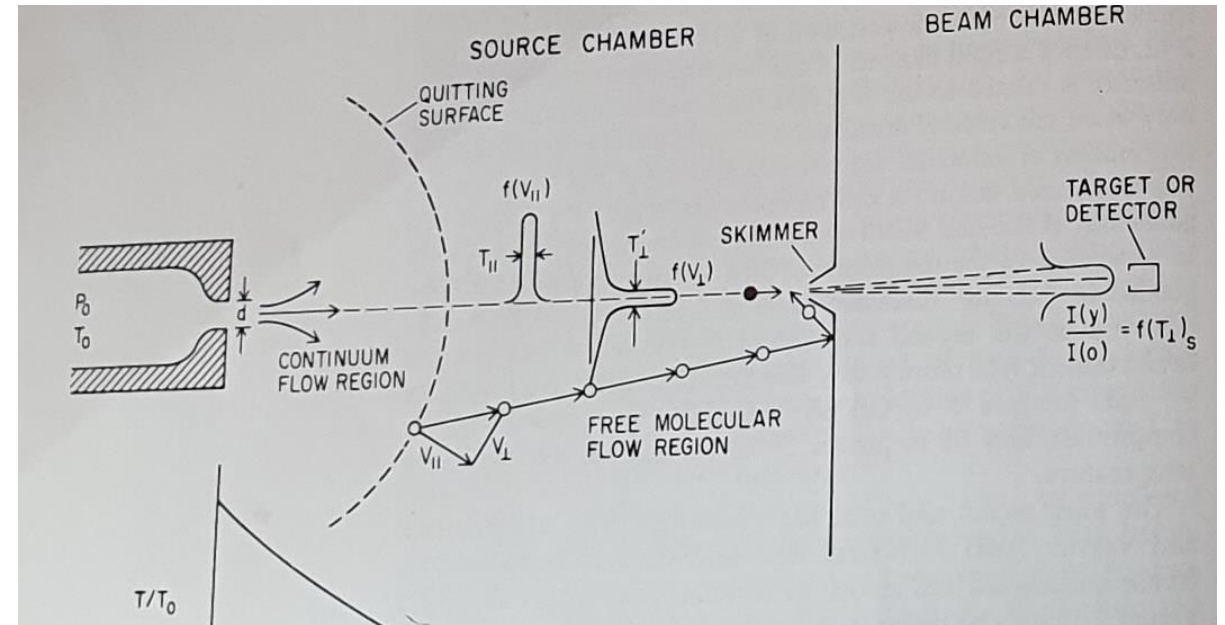 SOURCE CHAMBER
BEAM CHAMBER
QUITTING
SURFACE
f(V∥)
T∥
T⊥′
f(V⊥)
SKIMMER
TARGET OR
DETECTOR
P₀
T₀
d
CONTINUUM
FLOW REGION
I(y)
I(o)
= f(T⊥)ₛ
V∥
V⊥
FREE MOLECULAR
FLOW REGION
T/T₀